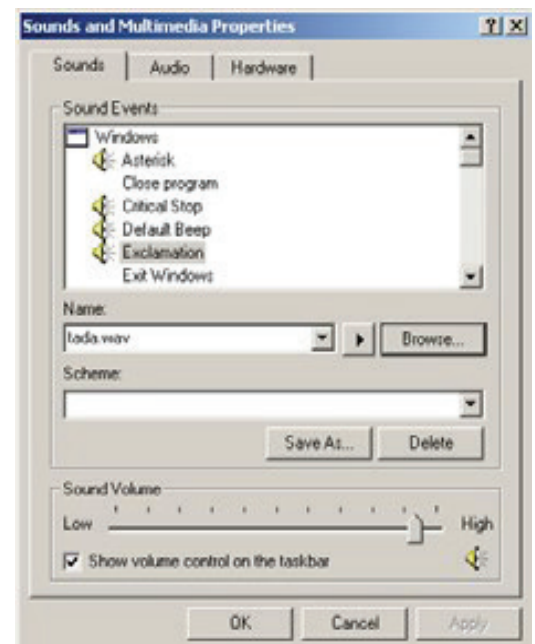 Sounds and Multimedia Properties
Sounds Audio Hardware
Sound Events
Windows
Asterisk
Close program
Critical Stop
Default Beep
Exclamation
Exit Windows
Name:
tada.wav Browse...
Scheme:
Save As... Delete
Sound Volume
Low High
Show volume control on the taskbar
OK Cancel Apply